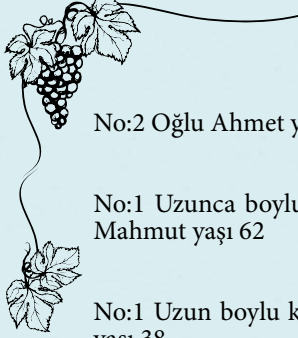 No:2 Oğlu Ahmet
No:1 Uzunca boylu
Mahmut yaşı 62
No:1 Uzun boylu
yaşı 38